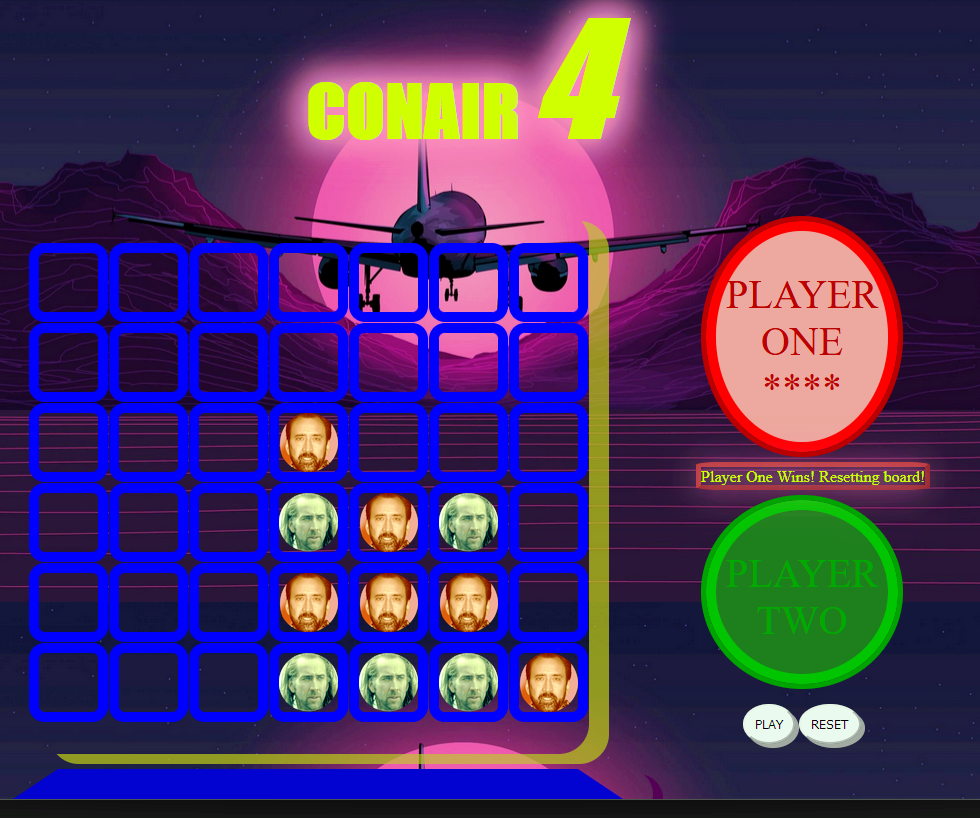 CONAIR 4
PLAYER
ONE
****
Player One Wins! Resetting board!
PLAYER
TWO
PLAY RESET